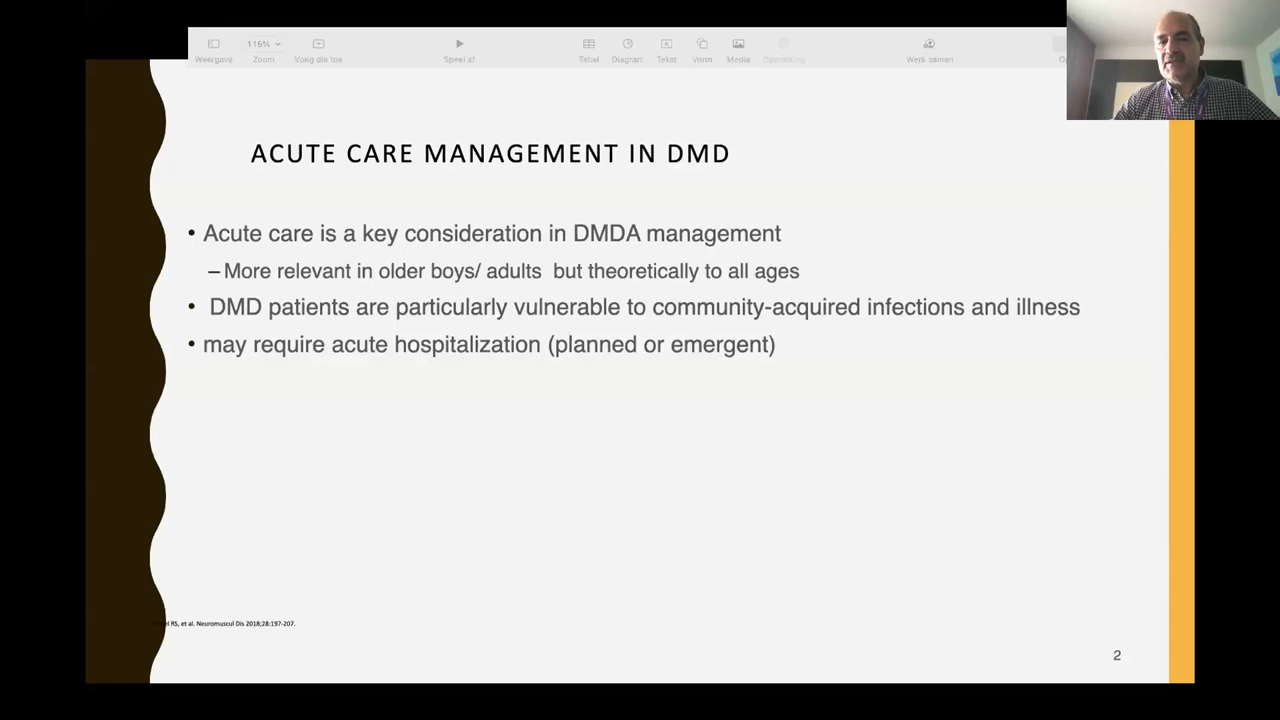 116%
Weergave
Zoom
Voeg dia toe
Speel af
Tabel
Diagram
Tekst
Vorm
Media
Opmerking
Werk samen
ACUTE CARE MANAGEMENT IN DMD
• Acute care is a key consideration in DMDA management
– More relevant in older boys/ adults but theoretically to all ages
• DMD patients are particularly vulnerable to community-acquired infections and illness
• may require acute hospitalization (planned or emergent)
RS, et al. Neuromuscul Dis 2018;28:197-207.
2